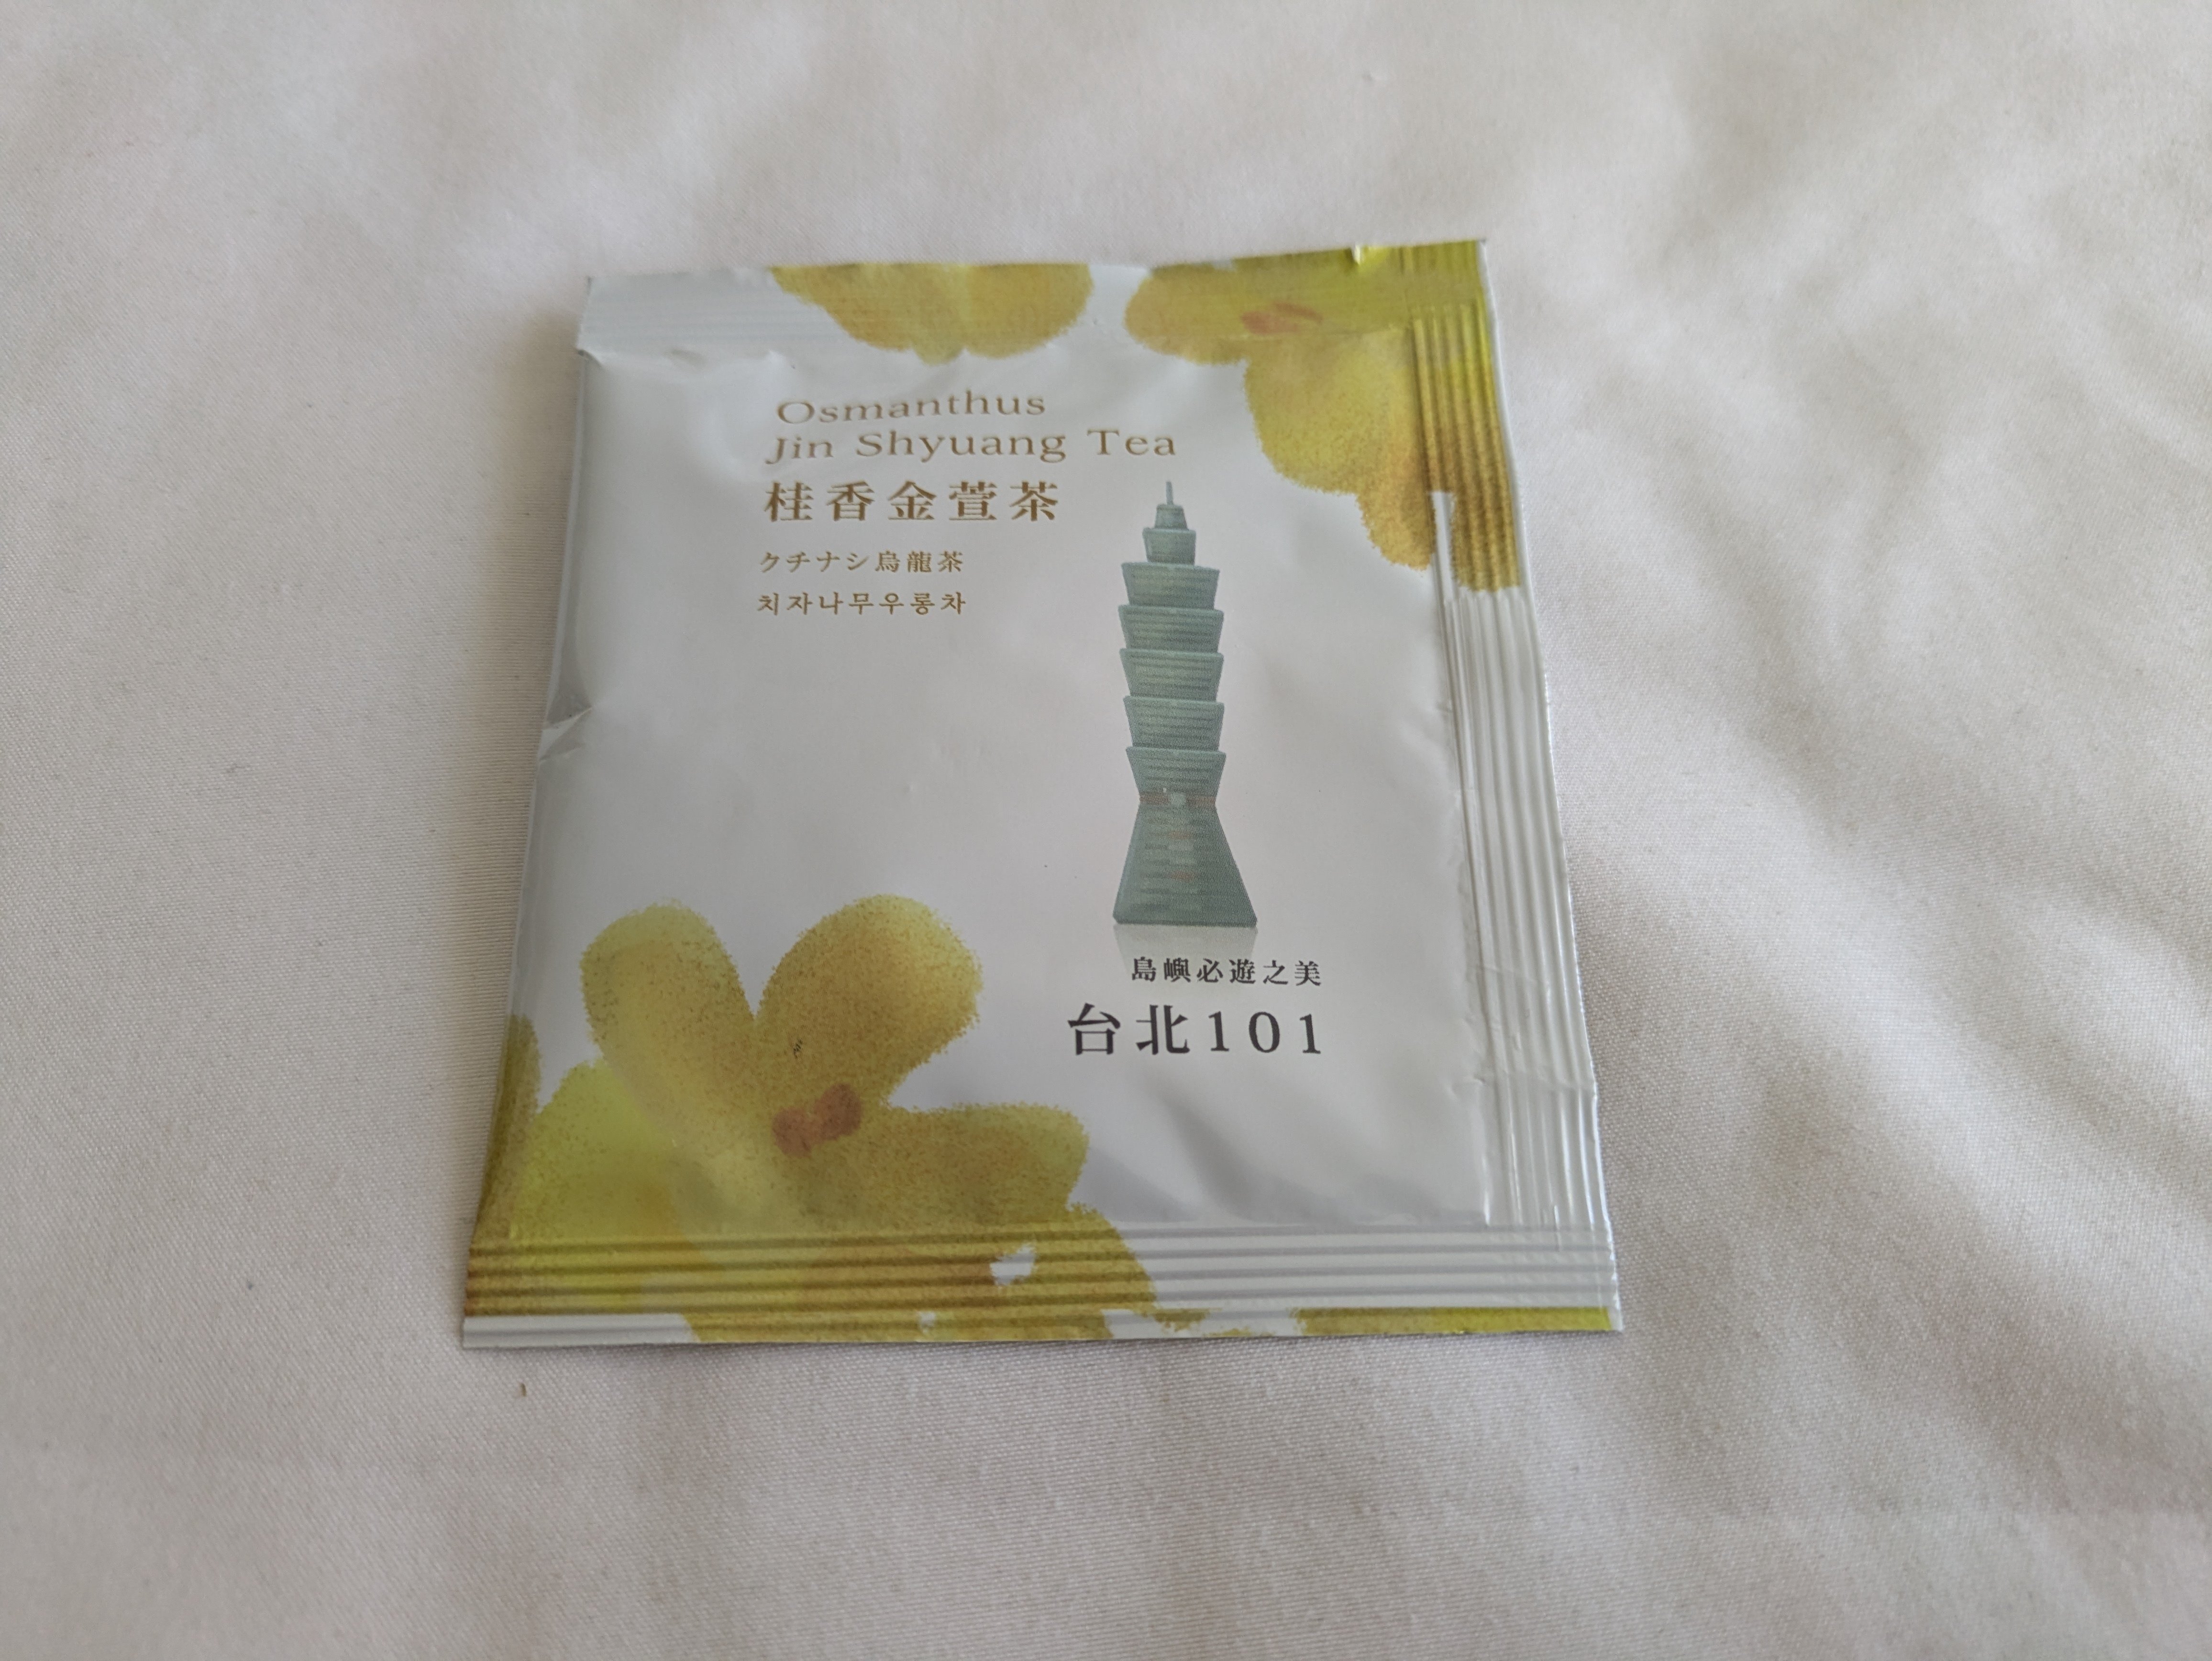 Osmanthus
Jin Shyuang Tea
桂香金萱茶
クチナシ烏龍茶
치자나무우롱차
島嶼必遊之美
台北101